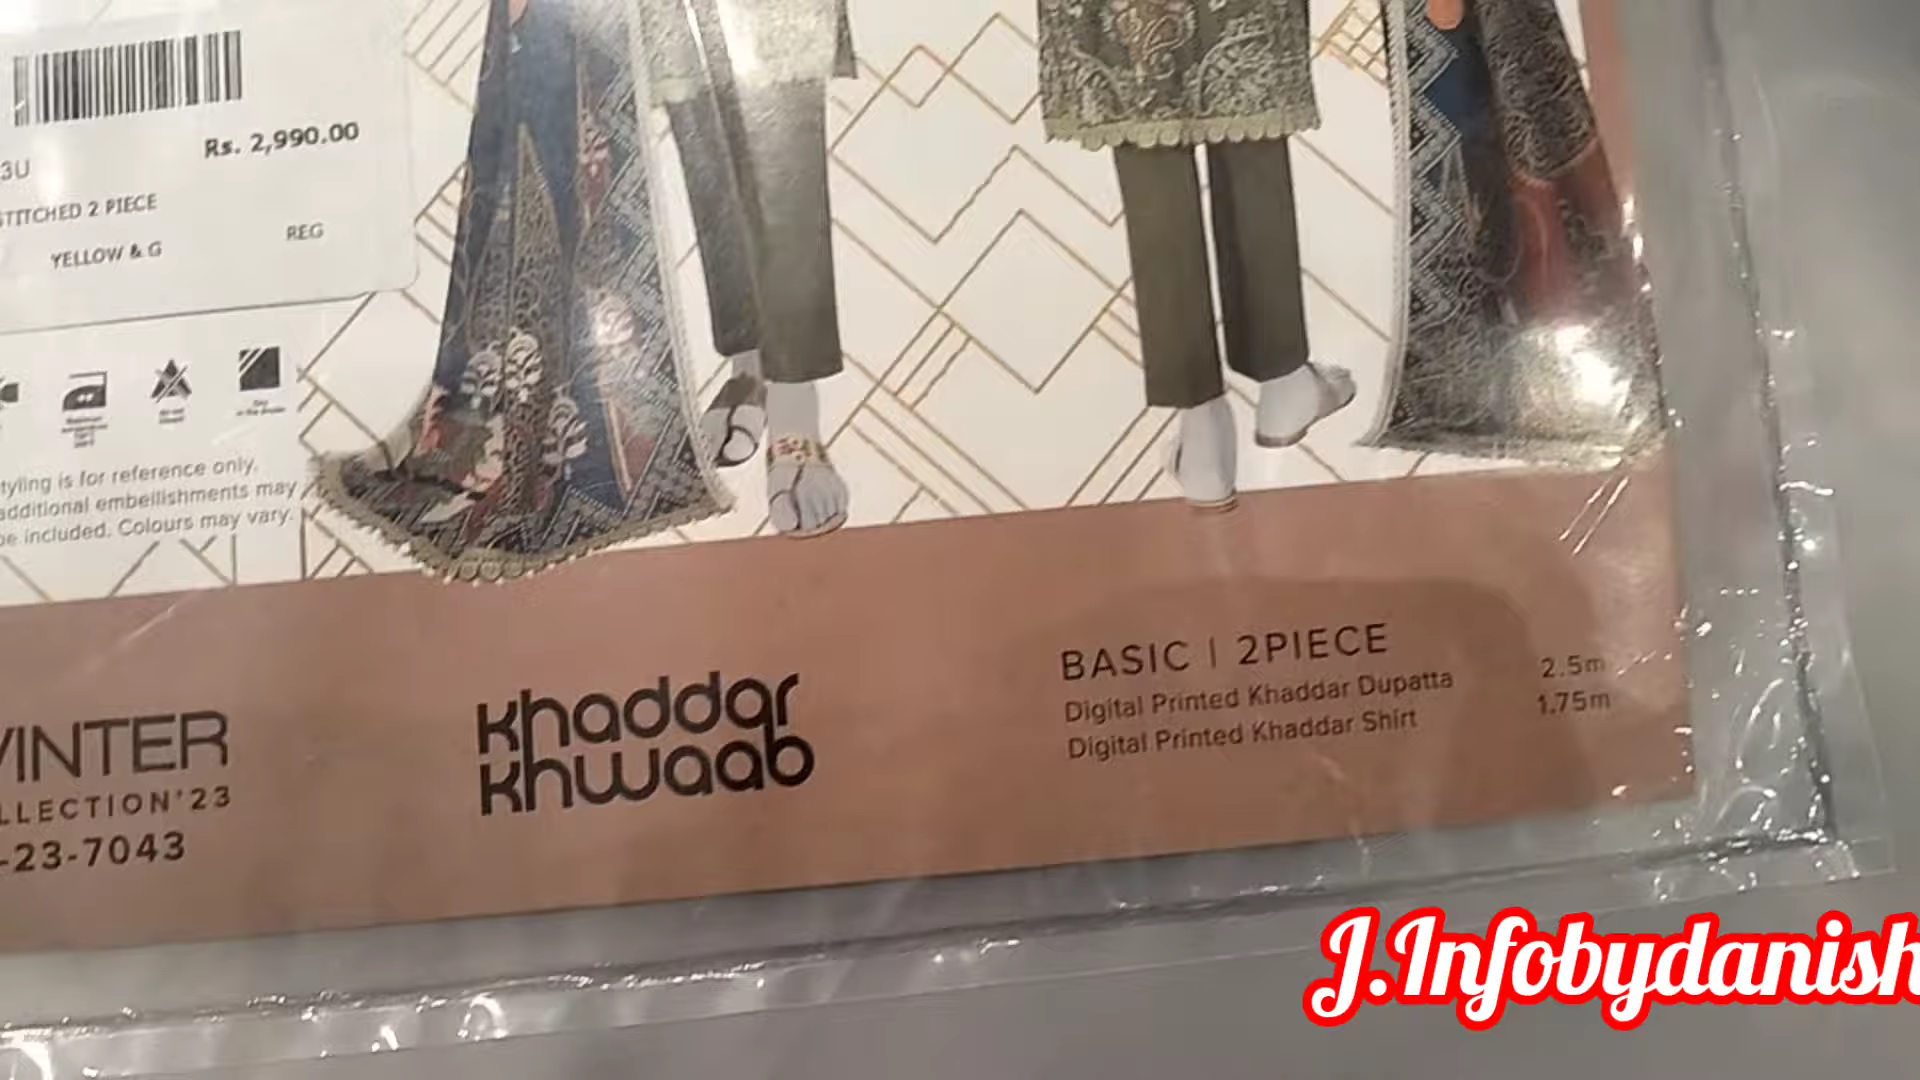 Rs. 2,990.00
3U
STITCHED 2 PIECE
YELLOW & G
REG
tyling is for reference only.
additional embellishments may
be included. Colours may vary.
WINTER
LLECTION'23
-23-7043
khaddar
khwaab
BASIC | 2PIECE
Digital Printed Khaddar Dupatta 2.5m
Digital Printed Khaddar Shirt 1.75m
J.Infobydanish